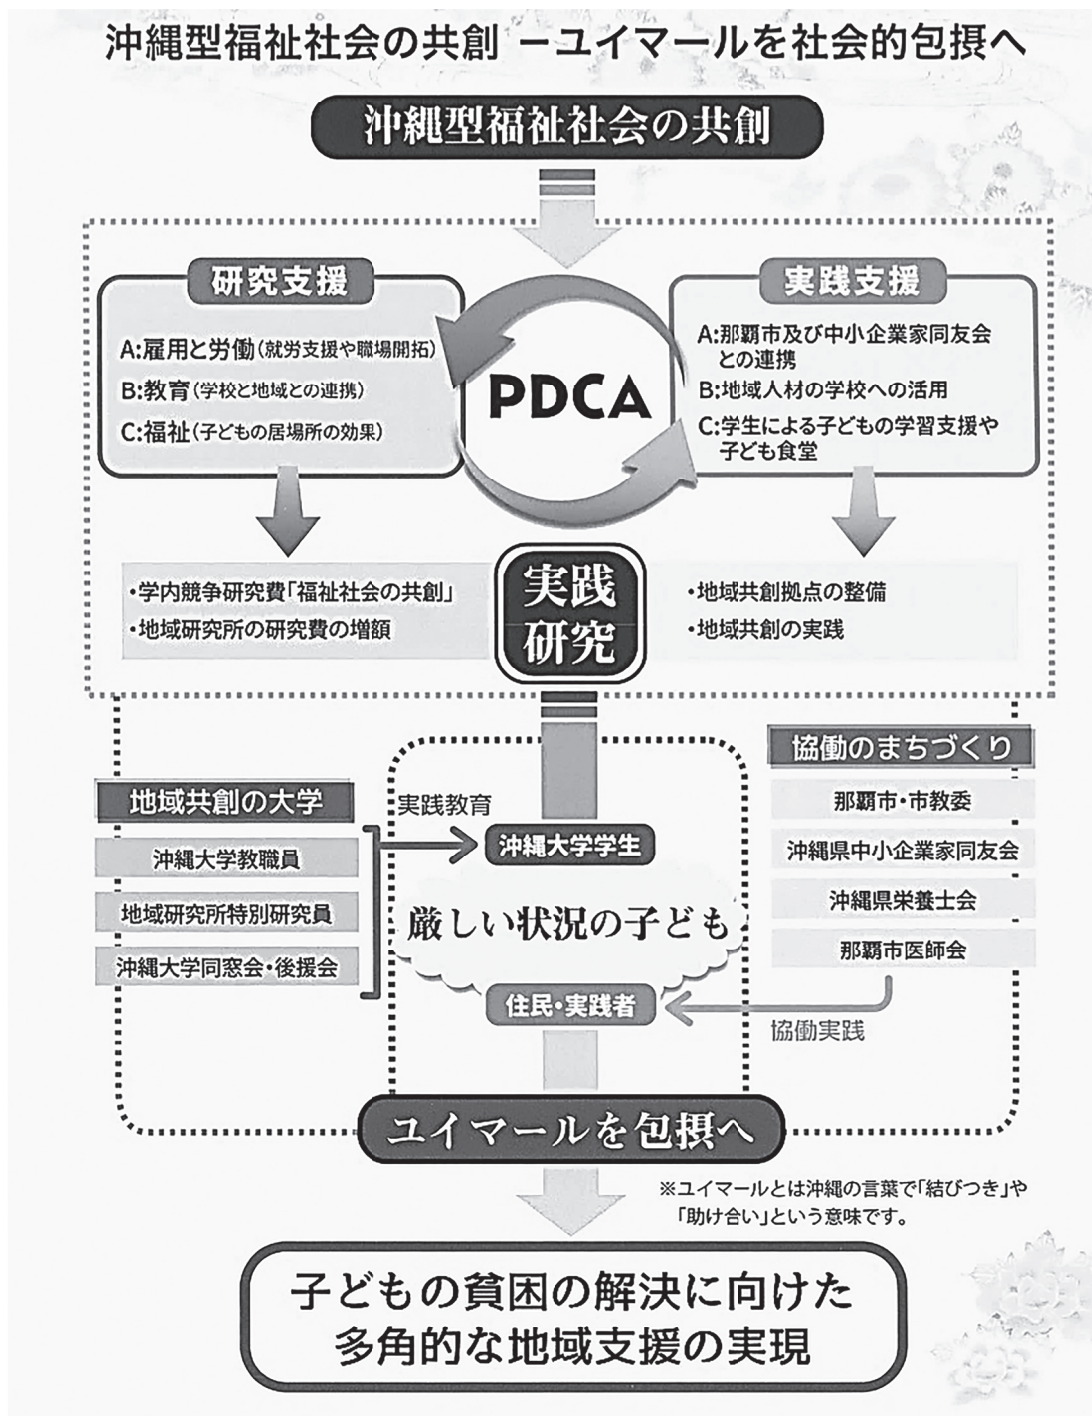 沖縄型福祉社会の共創 −ユイマールを社会的包摂へ
沖縄型福祉社会の共創
研究支援
A:雇用と労働(就労支援や職場開拓)
B:教育(学校と地域との連携)
C:福祉(子どもの居場所の効果)
PDCA
実践支援
A:那覇市及び中小企業家同友会
との連携
B:地域人材の学校への活用
C:学生による子どもの学習支援や
子ども食堂
・学内競争研究費「福祉社会の共創」
・地域研究所の研究費の増額
実践
研究
・地域共創拠点の整備
・地域共創の実践
地域共創の大学
沖縄大学教職員
地域研究所特別研究員
沖縄大学同窓会・後援会
実践教育
沖縄大学学生
厳しい状況の子ども
住民・実践者
協働のまちづくり
那覇市・市教委
沖縄県中小企業家同友会
沖縄県栄養士会
那覇市医師会
協働実践
ユイマールを包摂へ
※ユイマールとは沖縄の言葉で「結びつき」や
「助け合い」という意味です。
子どもの貧困の解決に向けた
多角的な地域支援の実現